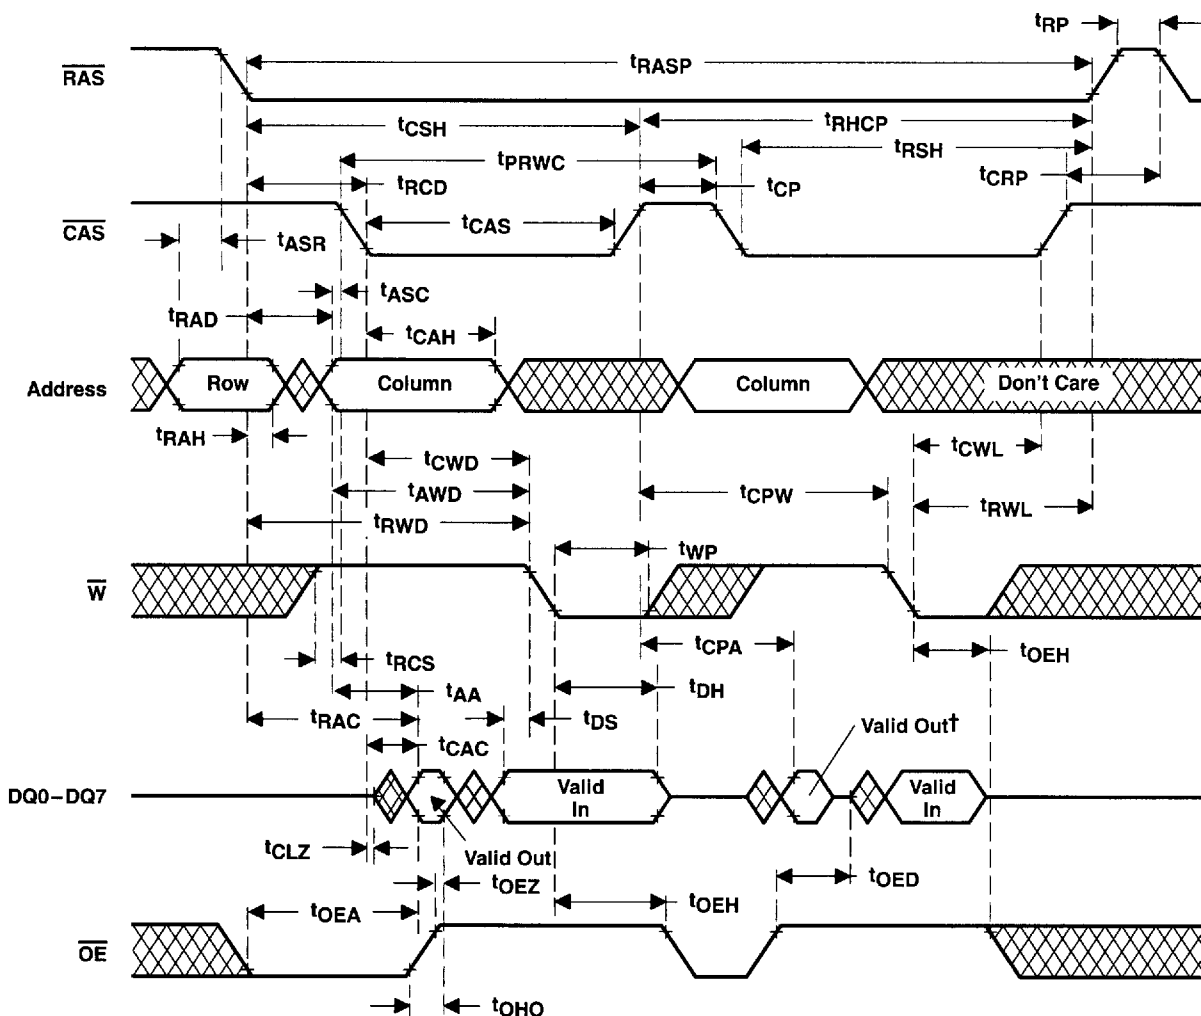 tRP
RAS
tRASP
tCSH
tRHCP
tPRWC
tRSH
tRCD
tCP
tCRP
CAS
tCAS
tASR
tASC
tRAD
tCAH
Address
Row
Column
Column
Don't Care
tRAH
tCWD
tCWL
tAWD
tCPW
tRWD
tRWL
tWP
W
tCPA
tOEH
tRCS
tAA
tDH
tRAC
tDS
Valid Out†
tCAC
DQ0–DQ7
Valid
In
Valid
In
tCLZ
Valid Out
tOEZ
tOED
tOEA
tOEH
OE
tOHO